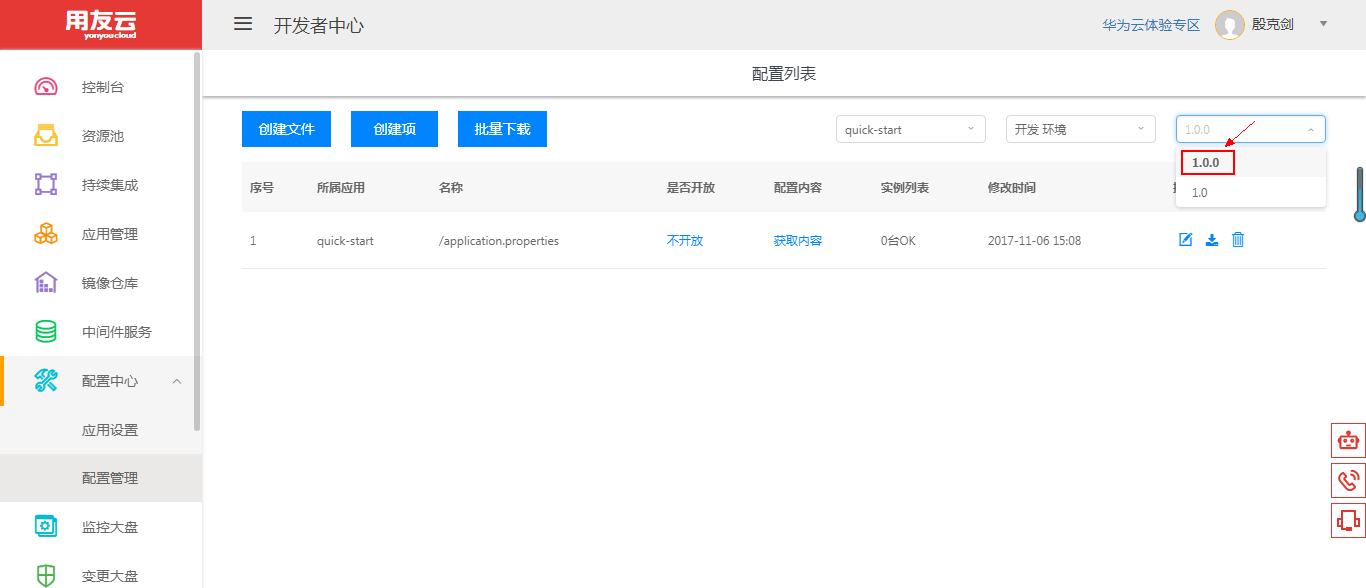 用友云
yonyoucloud
开发者中心
华为云体验专区
殷克剑
控制台
资源池
持续集成
应用管理
镜像仓库
中间件服务
配置中心
应用设置
配置管理
监控大盘
变更大盘
配置列表
创建文件 创建项 批量下载
quick-start 开发 环境 1.0.0
1.0.0
1.0
序号 所属应用 名称 是否开放 配置内容 实例列表 修改时间
1 quick-start /application.properties 不开放 获取内容 0台OK 2017-11-06 15:08